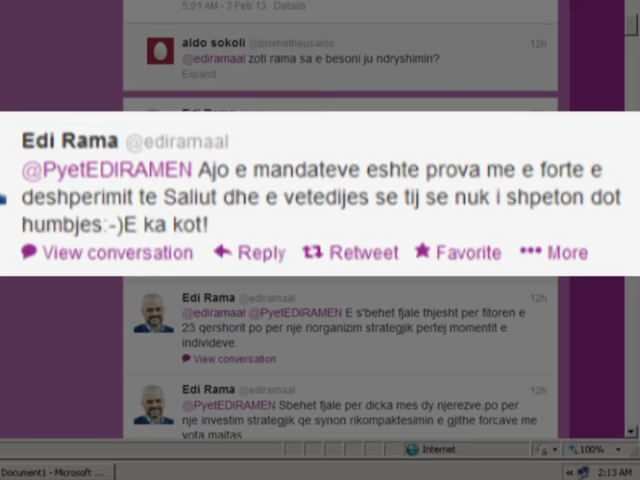 5:01 AM - 3 Feb 13 · Details
aldo sokoli @prometheusaldo 12h
@ediramaal zoti rama sa e besoni ju ndryshimin?
Expand
Edi Rama @ediramaal
@PyetEDIRAMEN Ajo e mandateve eshte prova me e forte e
deshperimit te Saliut dhe e vetedijes se tij se nuk i shpeton dot
humbjes:-)E ka kot!
View conversation Reply Retweet Favorite More
Edi Rama @ediramaal 12h
@ediramaal @PyetEDIRAMEN E s'behet fjale thjesht per fitoren e
23 qershorit po per nje riorganizim strategjik pertej momentit e
individeve.
View conversation
Edi Rama @ediramaal 12h
@PyetEDIRAMEN Sbehet fjale per dicka mes dy njerezve,po per
nje investim strategjik qe synon rikompaktesimin e gjithe forcave me
vota majtas
Internet 100%
Document1 - Microsoft ... 2:13 AM